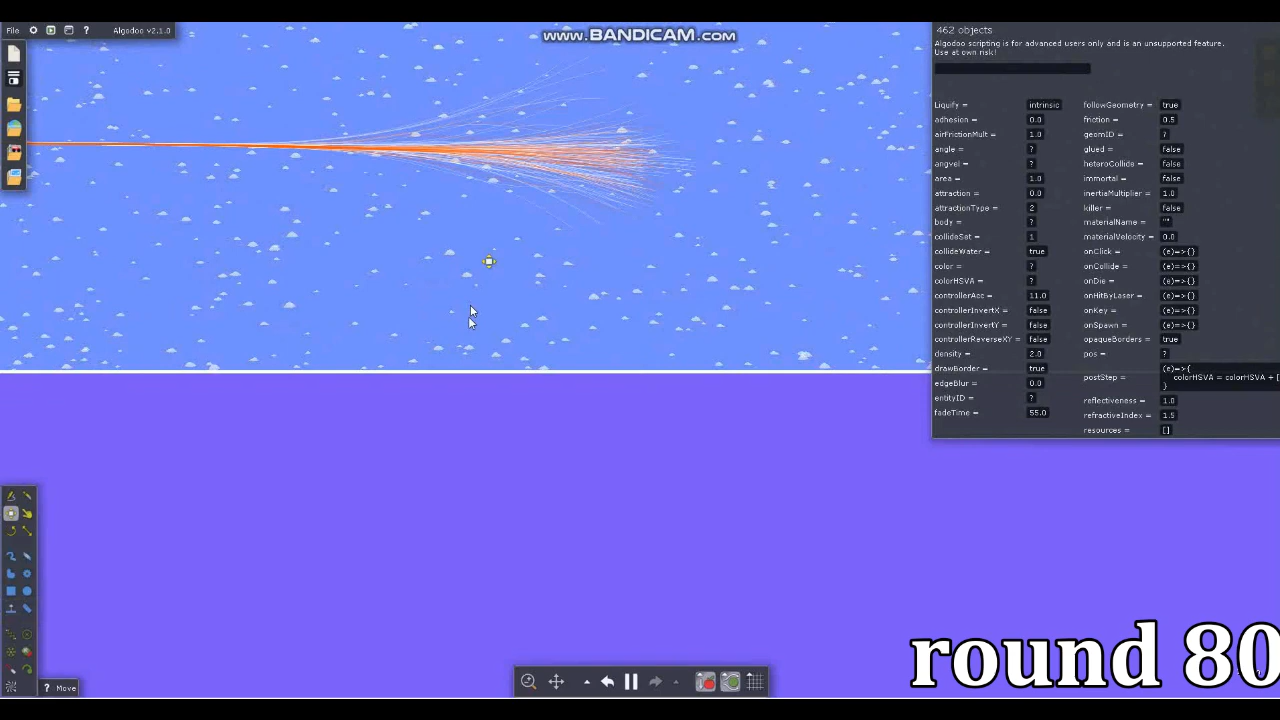 File ? Algodoo v2.1.0
www.BANDICAM.com
462 objects
Algodoo scripting is for advanced users only and is an unsupported feature.
Use at own risk!
Liquify = intrinsic
adhesion = 0.0
airFrictionMult = 1.0
angle = ?
angvel = ?
area = 1.0
attraction = 0.0
attractionType = 2
body = ?
collideSet = 1
collideWater = true
color = ?
colorHSVA = ?
controllerAcc = 11.0
controllerInvertX = false
controllerInvertY = false
controllerReverseXY = false
density = 2.0
drawBorder = true
edgeBlur = 0.0
entityID = ?
fadeTime = 55.0
followGeometry = true
friction = 0.5
geomID = ?
glued = false
heteroCollide = false
immortal = false
inertiaMultiplier = 1.0
killer = false
materialName = ""
materialVelocity = 0.0
onClick = (e)=>{}
onCollide = (e)=>{}
onDie = (e)=>{}
onHitByLaser = (e)=>{}
onKey = (e)=>{}
onSpawn = (e)=>{}
opaqueBorders = true
pos = ?
(e)=>{
postStep = colorHSVA = colorHSVA + [
}
reflectiveness = 1.0
refractiveIndex = 1.5
resources = []
round 80
? Move